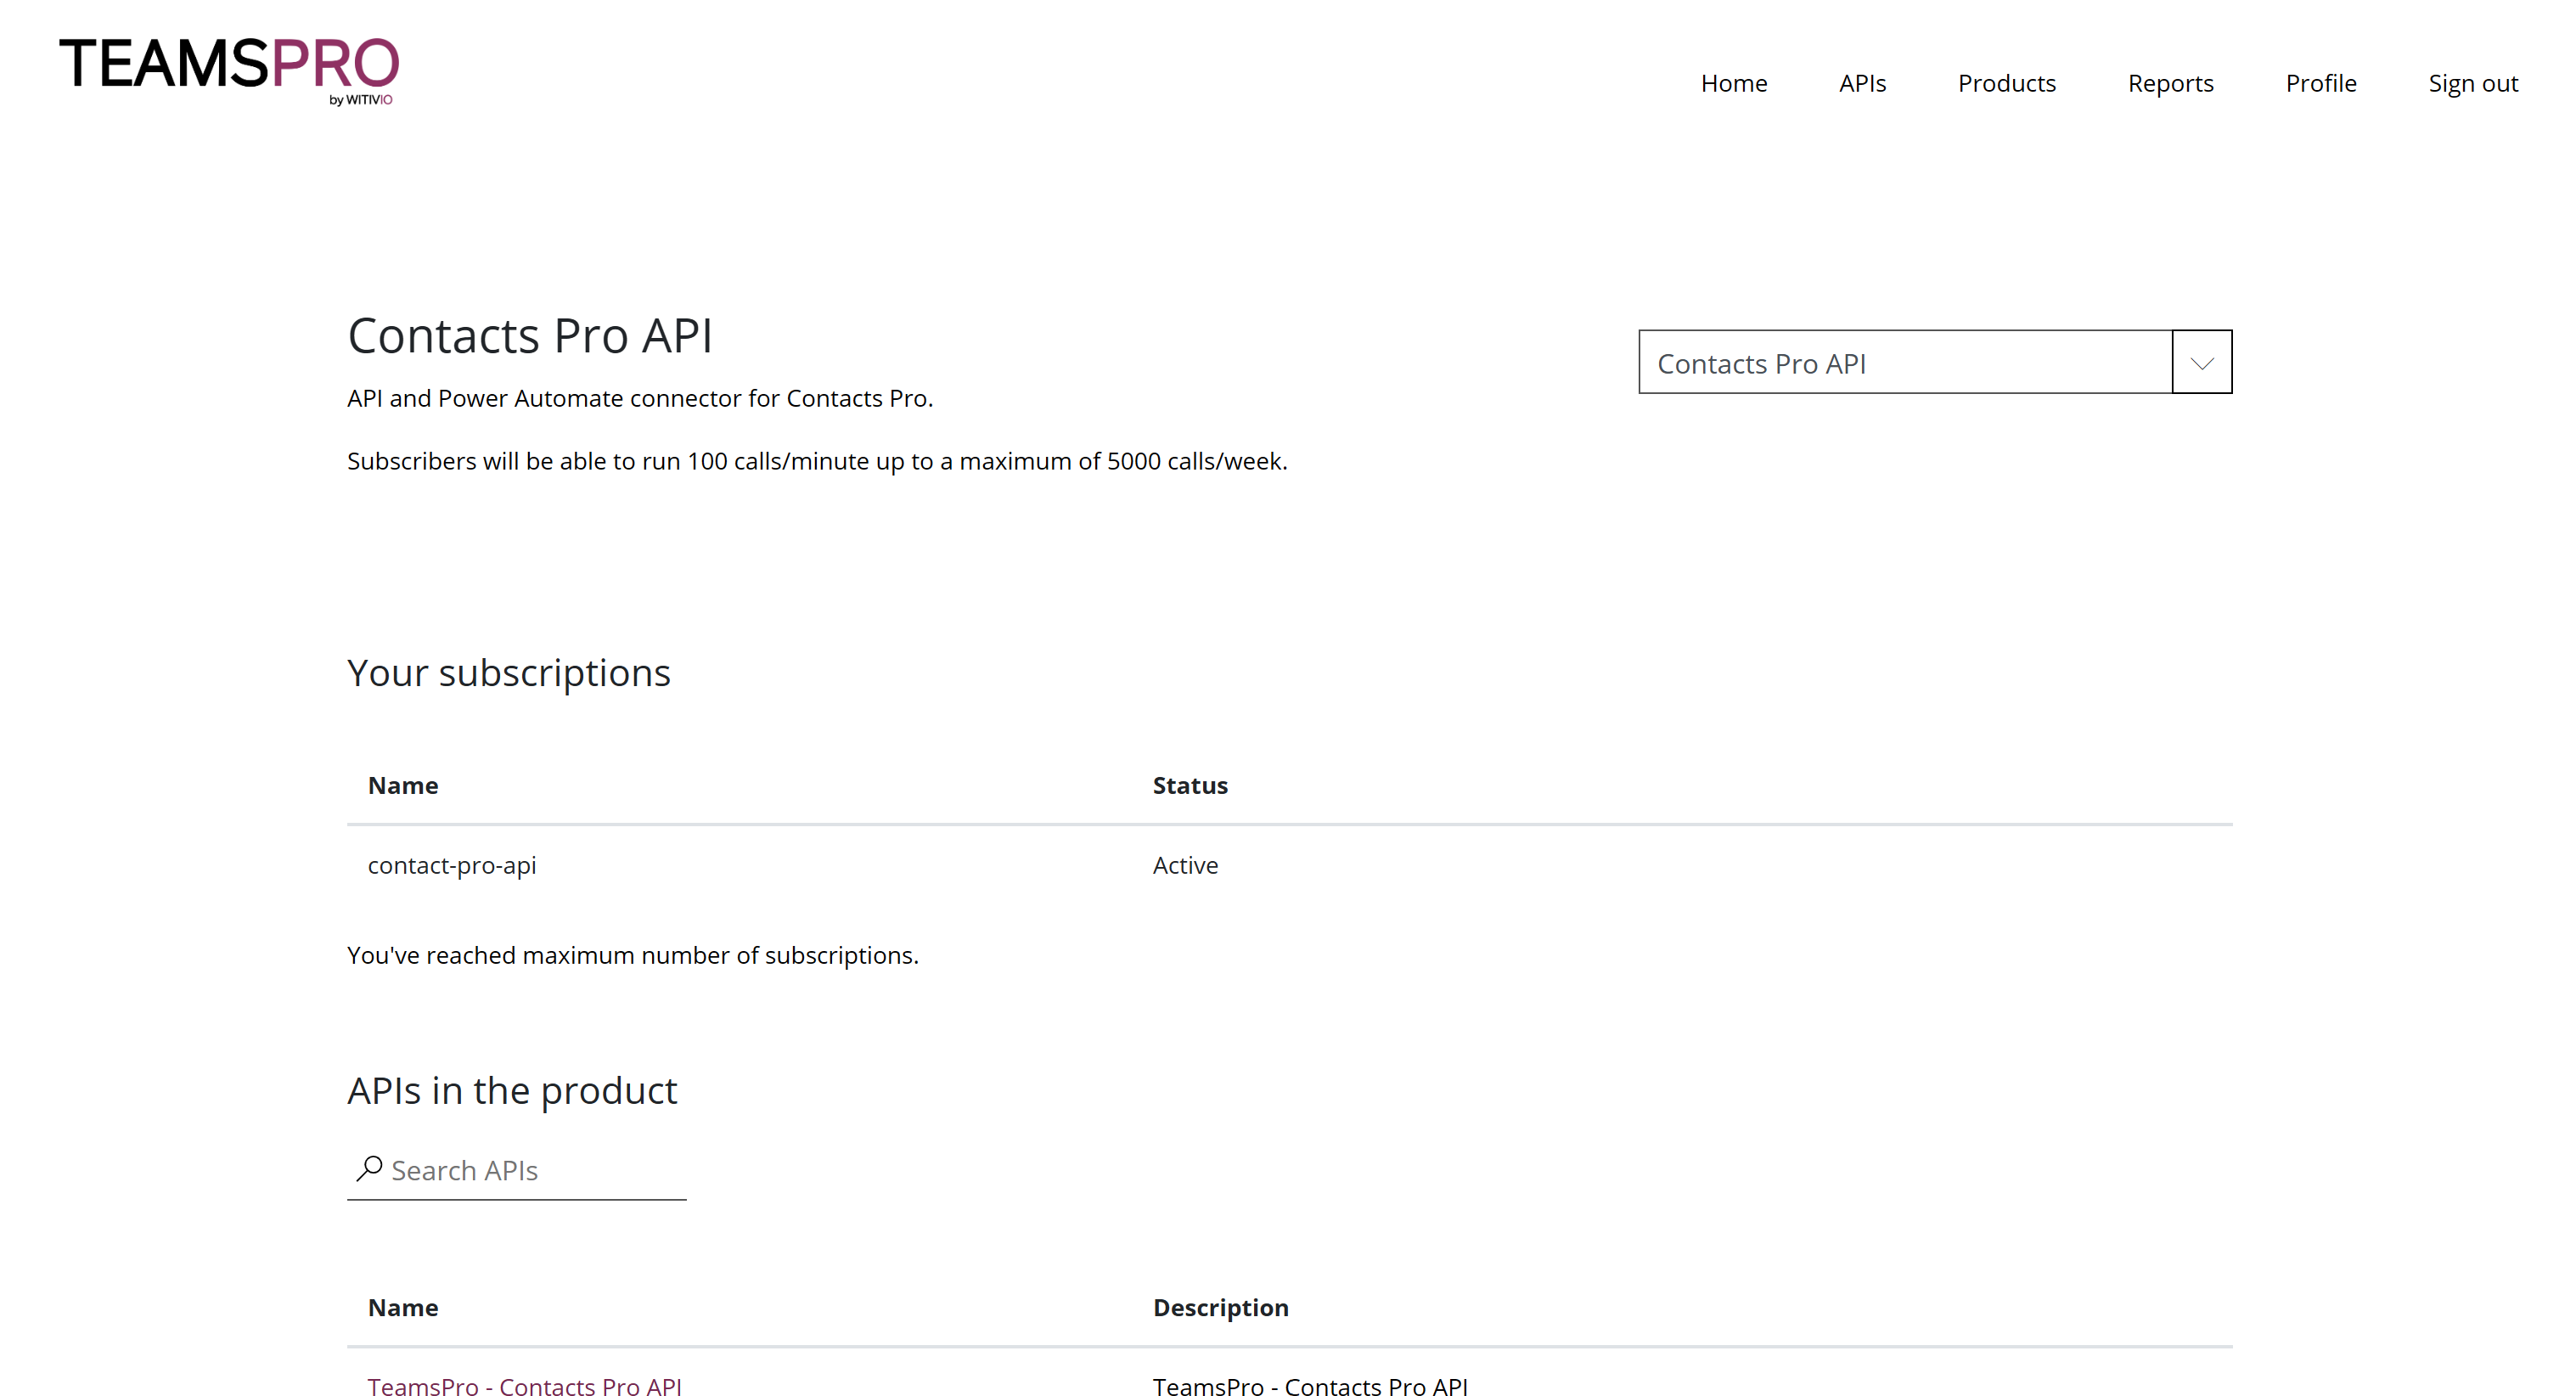 TEAMSPRO
by WITIVIO
Home APIs Products Reports Profile Sign out
Contacts Pro API
Contacts Pro API
API and Power Automate connector for Contacts Pro.
Subscribers will be able to run 100 calls/minute up to a maximum of 5000 calls/week.
Your subscriptions
Name Status
contact-pro-api Active
You've reached maximum number of subscriptions.
APIs in the product
Search APIs
Name Description
TeamsPro - Contacts Pro API TeamsPro - Contacts Pro API